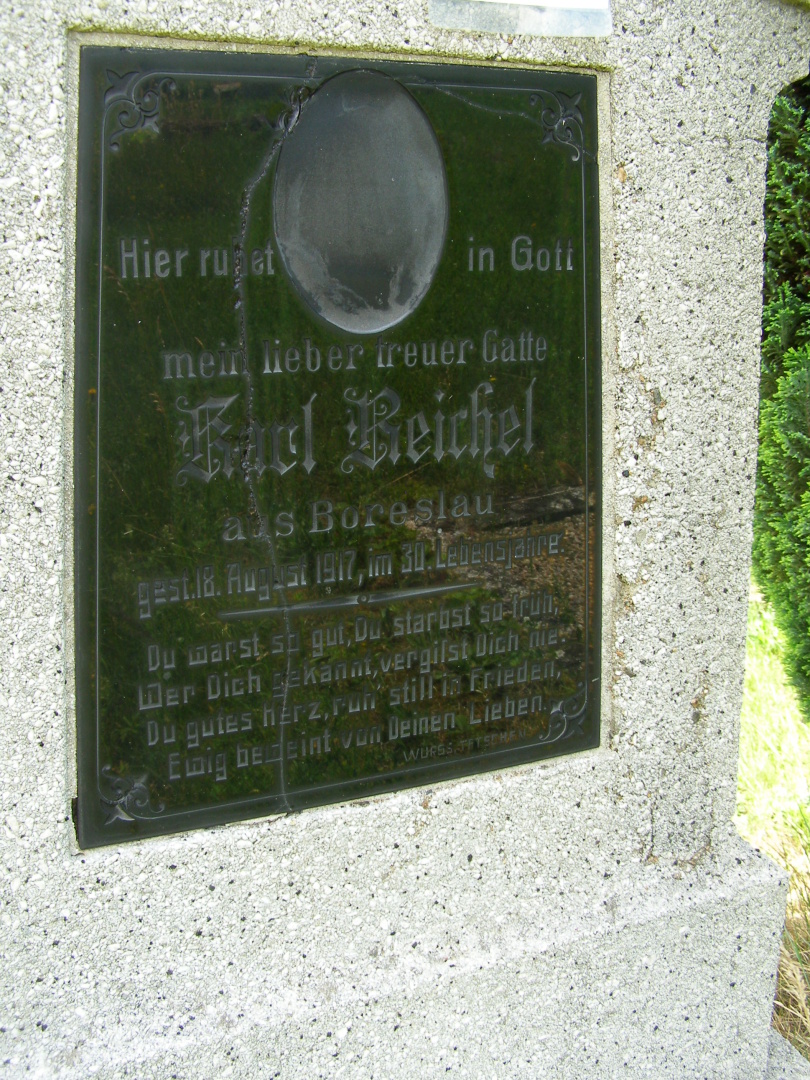 Hier ruhet in Gott
mein lieber treuer Gatte
Karl Reichel
aus Boreslau
gest. 18. August 1917, im 30. Lebensjahre.
Du warst so gut, Du starbst so früh,
Wer Dich gekannt, vergißt Dich nie.
Du gutes Herz, ruh' still in Frieden,
Ewig beweint von Deinen Lieben.